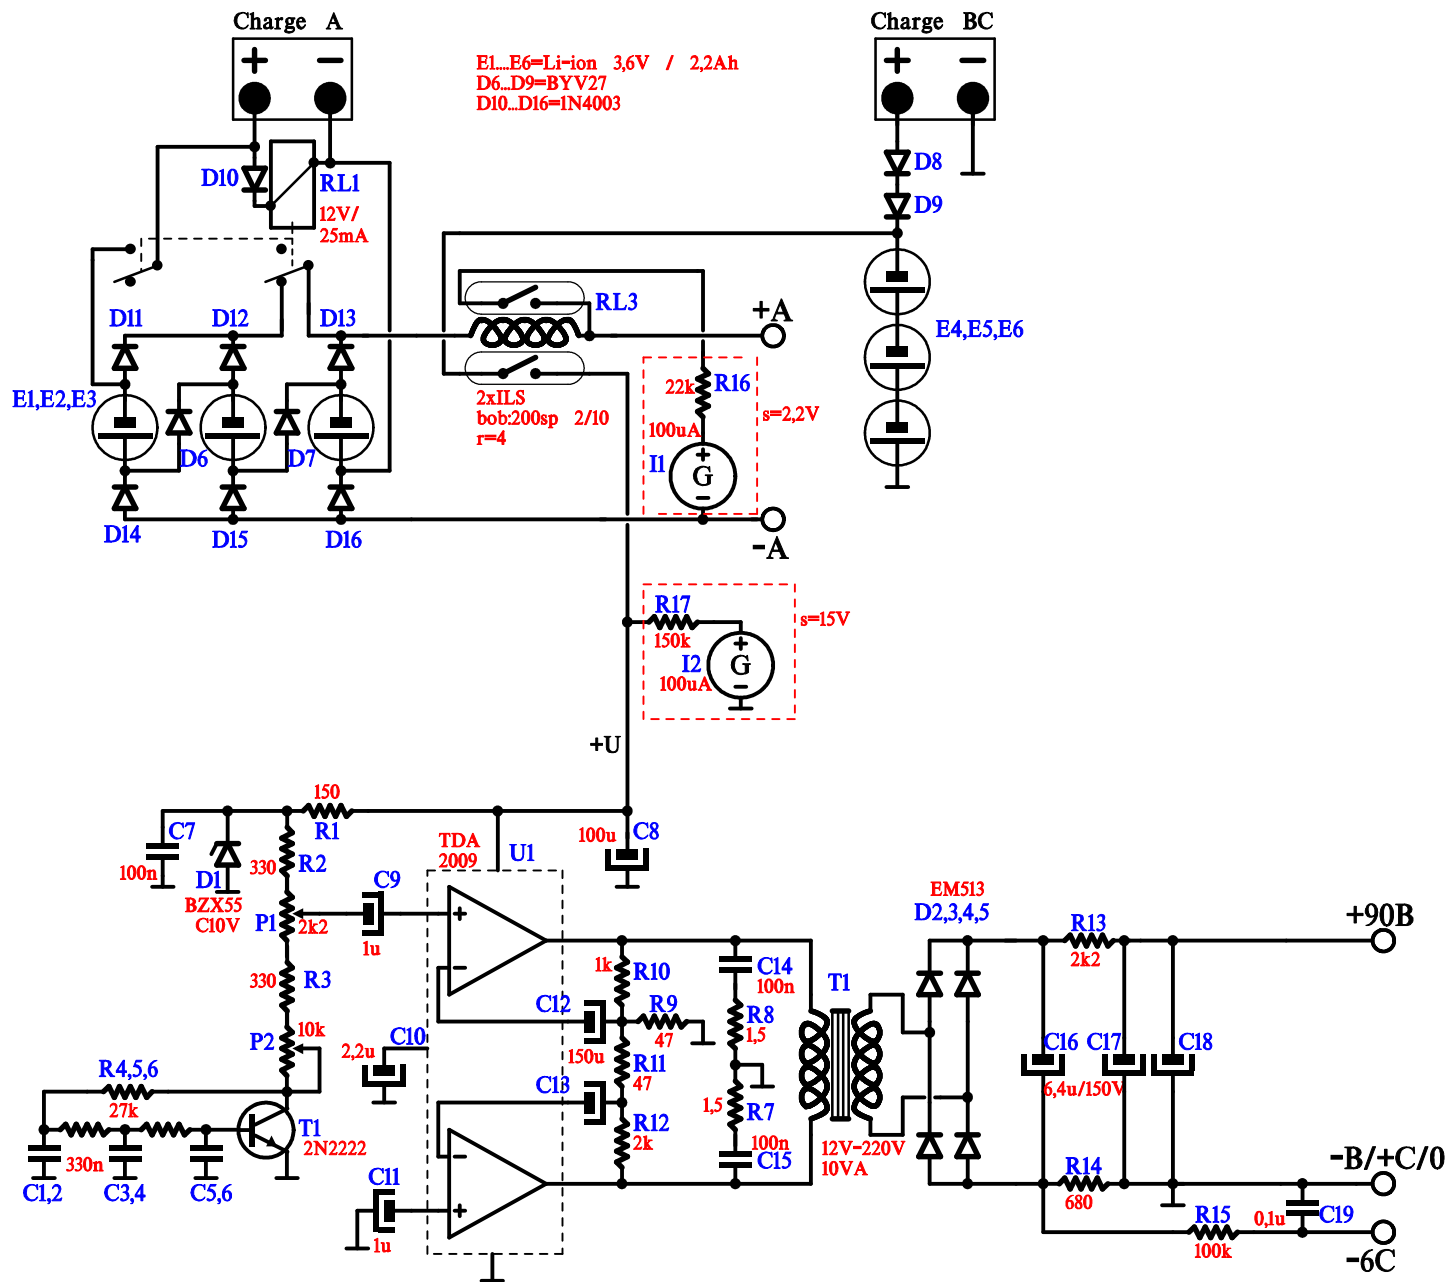 Charge A
+ −
Charge BC
+ −
E1....E6=Li-ion 3,6V / 2,2Ah
D6...D9=BYV27
D10...D16=1N4003
D10
RL1
12V/
25mA
D8
D9
D11
D12
D13
RL3
+A
E4,E5,E6
E1,E2,E3
D6
D7
2xILS
bob:200sp 2/10
r=4
22k
R16
s=2,2V
100uA
I1
+
G
−
D14
D15
D16
-A
R17
150k
s=15V
+
G
−
I2
100uA
+U
150
R1
C7
100n
D1
BZX55
C10V
330
R2
P1
2k2
330
R3
10k
P2
C9
1u
TDA
2009
U1
100u
C8
+
−
1k
R10
C12
150u
R9
47
R11
47
C13
R12
2k
C10
2,2u
C11
1u
−
+
R4,5,6
27k
330n
C1,2
C3,4
C5,6
T1
2N2222
C14
100n
R8
1,5
1,5
R7
100n
C15
T1
12V-220V
10VA
EM513
D2,3,4,5
R13
2k2
+90B
C16
C17
C18
6,4u/150V
R14
680
-B/+C/0
R15
100k
0,1u
C19
-6C